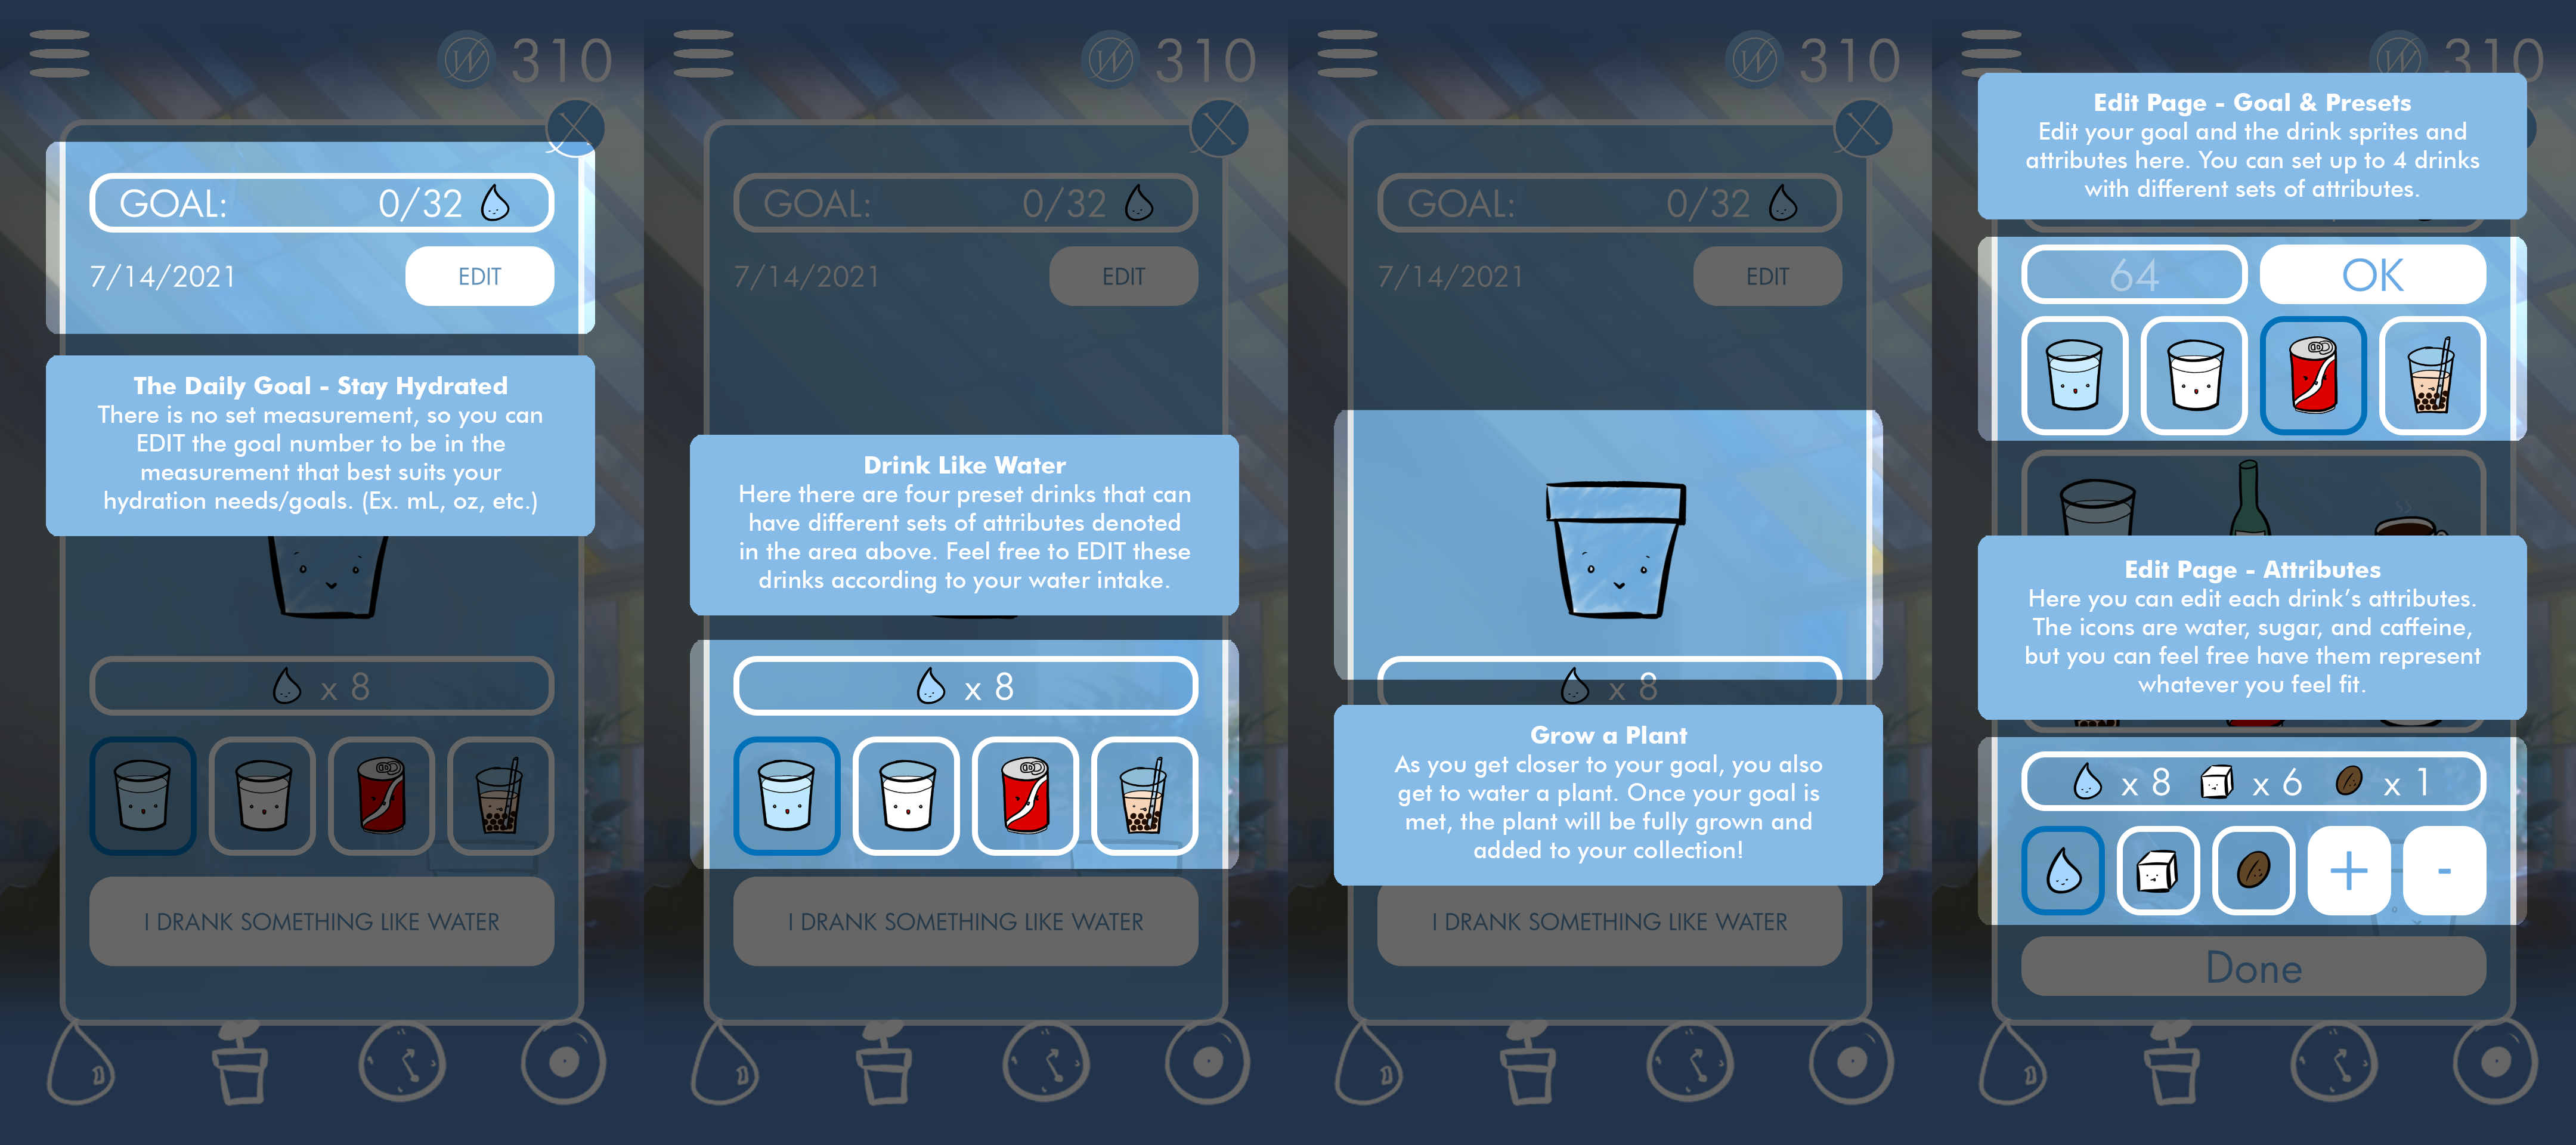 W 310
X
GOAL: 0/32
7/14/2021 EDIT
The Daily Goal - Stay Hydrated
There is no set measurement, so you can
EDIT the goal number to be in the
measurement that best suits your
hydration needs/goals. (Ex. mL, oz, etc.)
x 8
I DRANK SOMETHING LIKE WATER
W 310
X
GOAL: 0/32
7/14/2021 EDIT
Drink Like Water
Here there are four preset drinks that can
have different sets of attributes denoted
in the area above. Feel free to EDIT these
drinks according to your water intake.
x 8
I DRANK SOMETHING LIKE WATER
W 310
X
GOAL: 0/32
7/14/2021 EDIT
x 8
Grow a Plant
As you get closer to your goal, you also
get to water a plant. Once your goal is
met, the plant will be fully grown and
added to your collection!
I DRANK SOMETHING LIKE WATER
W 310
Edit Page - Goal & Presets
Edit your goal and the drink sprites and
attributes here. You can set up to 4 drinks
with different sets of attributes.
64 OK
Edit Page - Attributes
Here you can edit each drink's attributes.
The icons are water, sugar, and caffeine,
but you can feel free have them represent
whatever you feel fit.
x 8 x 6 x 1
+ -
Done